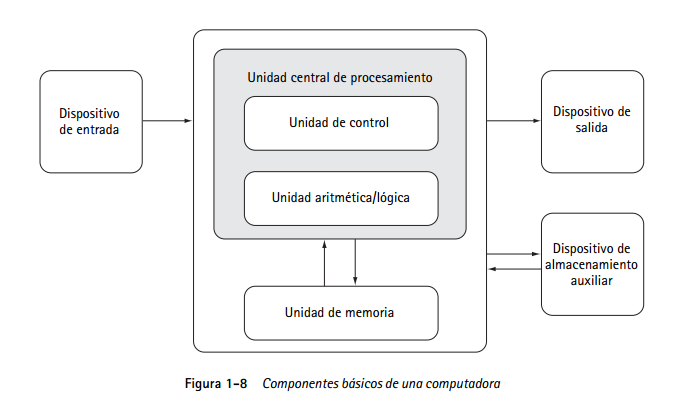 Unidad central de procesamiento
Dispositivo
de entrada
Unidad de control
Dispositivo de
salida
Unidad aritmética/lógica
Dispositivo de
almacenamiento
auxiliar
Unidad de memoria
Figura 1-8 Componentes básicos de una computadora